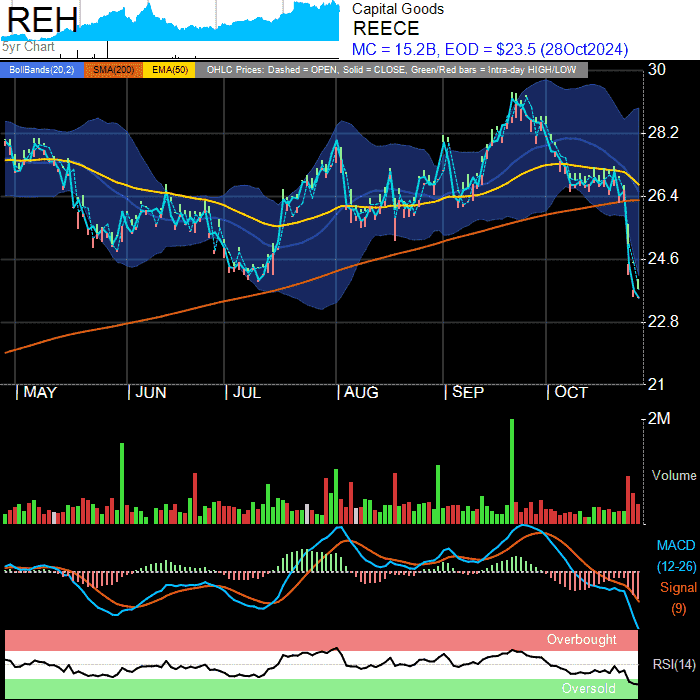 REH
5yr Chart
Capital Goods
REECE
MC = 15.2B, EOD = $23.5 (28Oct2024)
BollBands(20,2) SMA(200) EMA(50) OHLC Prices: Dashed = OPEN, Solid = CLOSE, Green/Red bars = Intra-day HIGH/LOW
30
28.2
26.4
24.6
22.8
21
MAY JUN JUL AUG SEP OCT
2M
Volume
MACD
(12-26)
Signal
(9)
Overbought
RSI(14)
Oversold